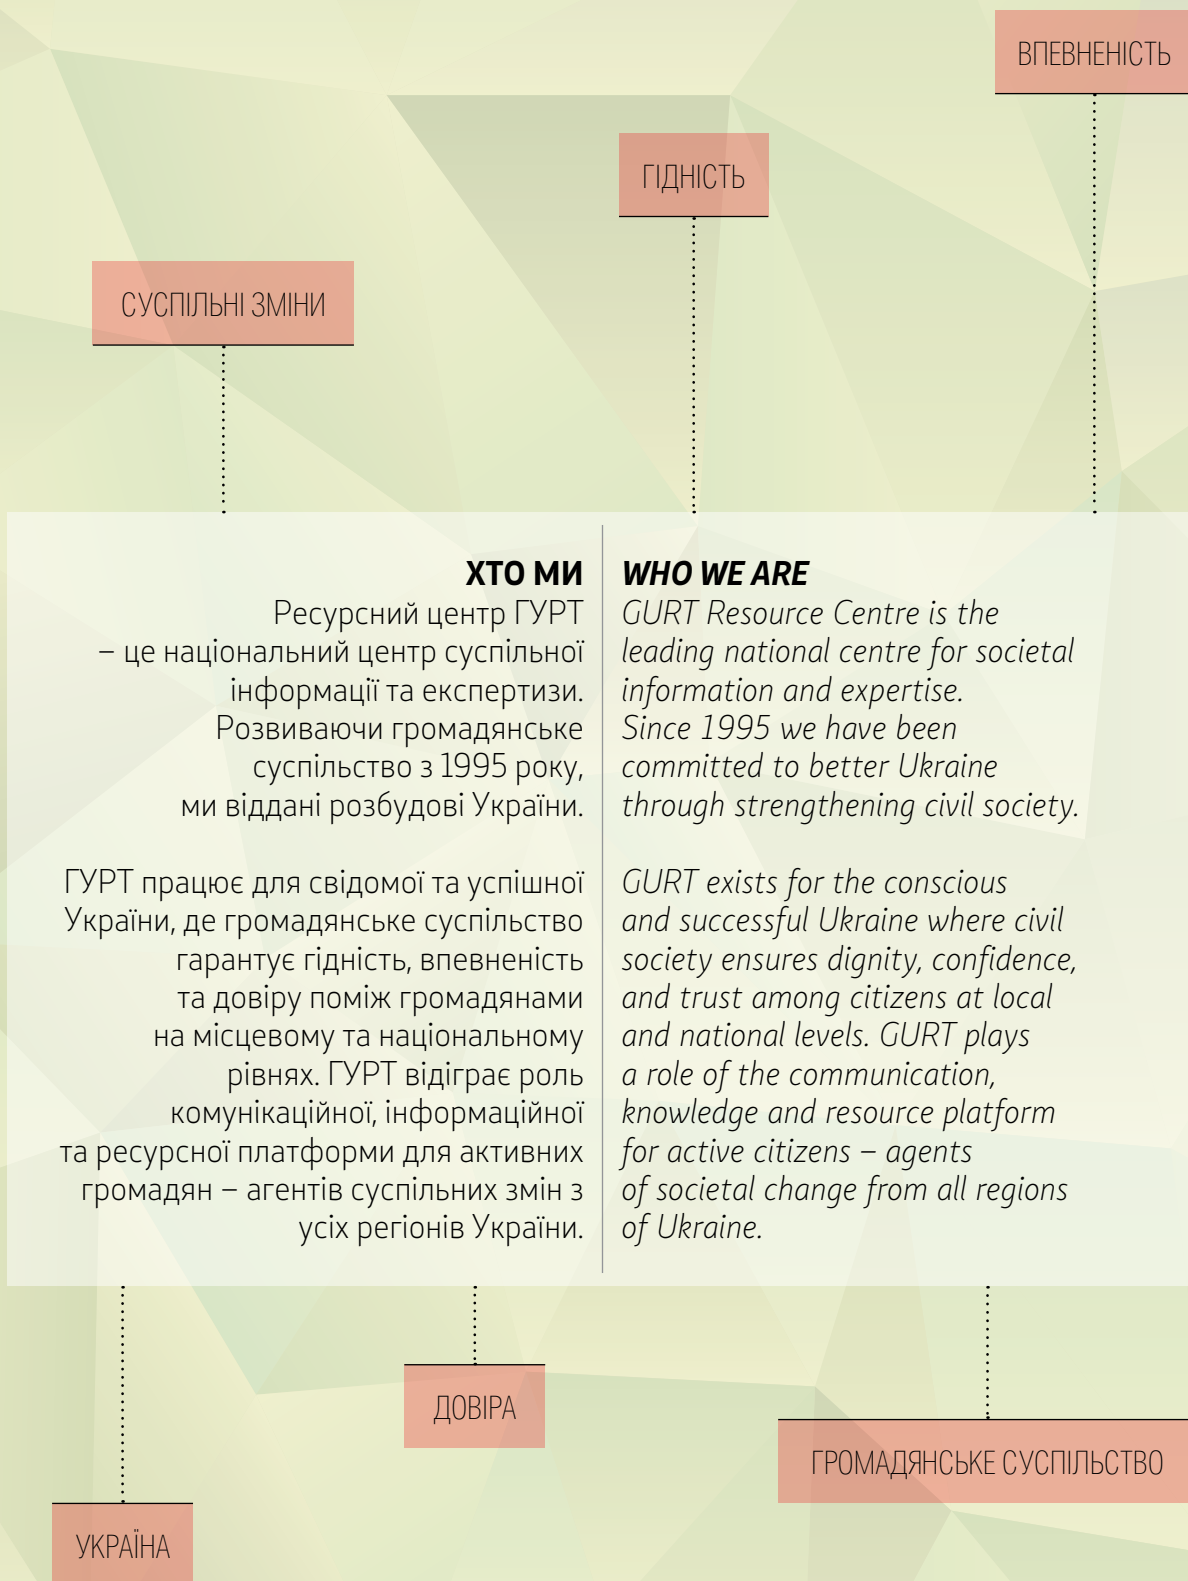 ВПЕВНЕНІСТЬ
ГІДНІСТЬ
СУСПІЛЬНІ ЗМІНИ
ХТО МИ
Ресурсний центр ГУРТ
– це національний центр суспільної
інформації та експертизи.
Розвиваючи громадянське
суспільство з 1995 року,
ми віддані розбудові України.
ГУРТ працює для свідомої та успішної
України, де громадянське суспільство
гарантує гідність, впевненість
та довіру поміж громадянами
на місцевому та національному
рівнях. ГУРТ відіграє роль
комунікаційної, інформаційної
та ресурсної платформи для активних
громадян – агентів суспільних змін з
усіх регіонів України.
WHO WE ARE
GURT Resource Centre is the
leading national centre for societal
information and expertise.
Since 1995 we have been
committed to better Ukraine
through strengthening civil society.
GURT exists for the conscious
and successful Ukraine where civil
society ensures dignity, confidence,
and trust among citizens at local
and national levels. GURT plays
a role of the communication,
knowledge and resource platform
for active citizens – agents
of societal change from all regions
of Ukraine.
ДОВІРА
ГРОМАДЯНСЬКЕ СУСПІЛЬСТВО
УКРАЇНА